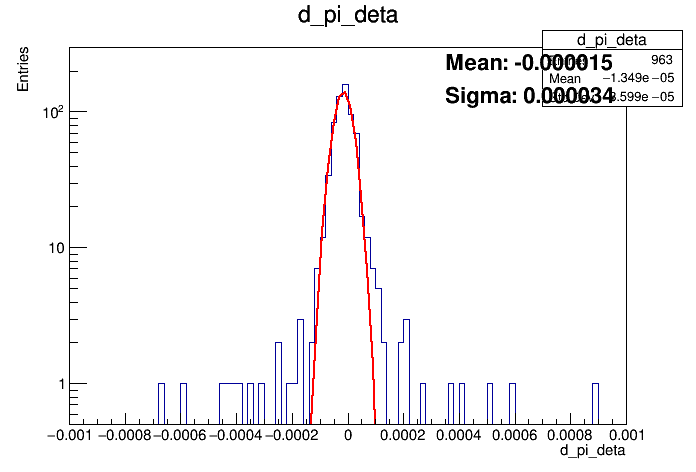 d_pi_deta
d_pi_deta
963
Mean −1.349e−05
Mean: -0.000015
Sigma: 0.000034
Entries
10²
10
1
−0.001 −0.0008 −0.0006 −0.0004 −0.0002 0 0.0002 0.0004 0.0006 0.0008 0.001
d_pi_deta